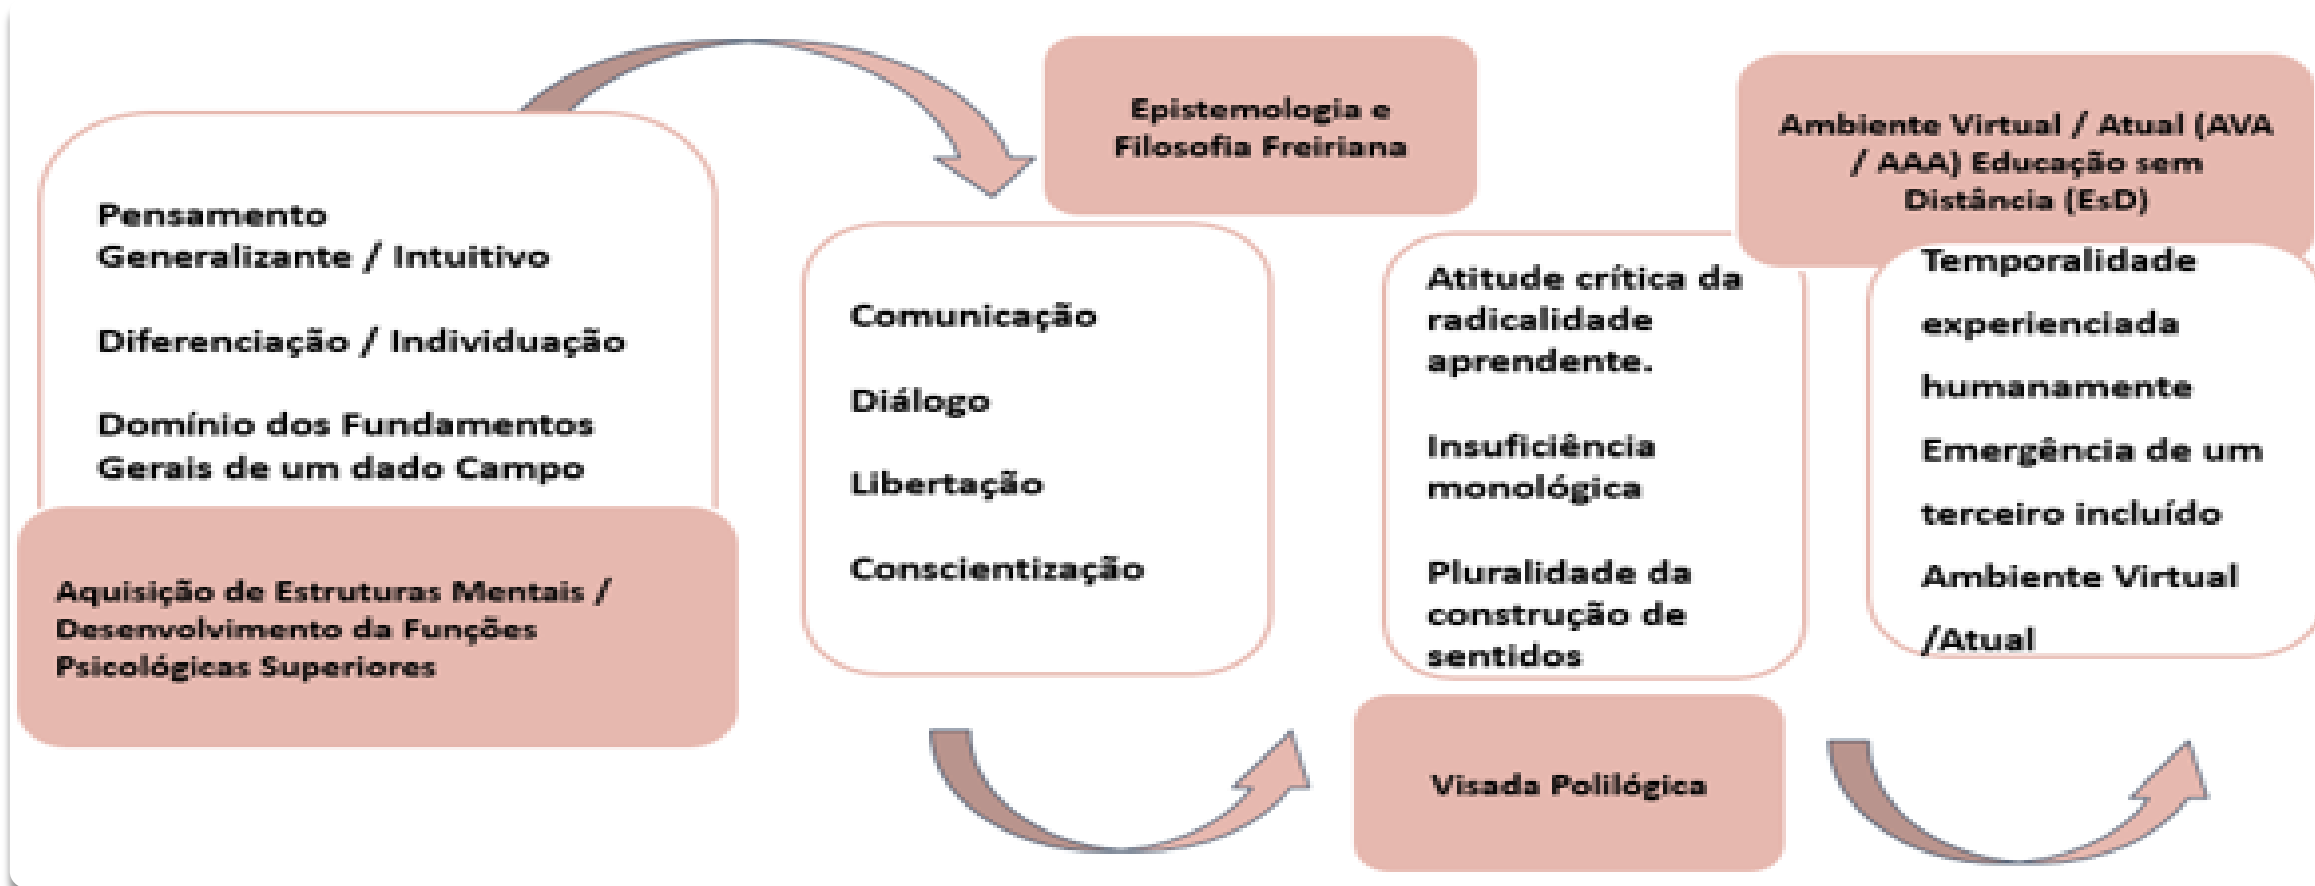 Pensamento
Generalizante / Intuitivo
Diferenciação / Individuação
Domínio dos Fundamentos
Gerais de um dado Campo
Aquisição de Estruturas Mentais /
Desenvolvimento da Funções
Psicológicas Superiores
Epistemologia e
Filosofia Freiriana
Comunicação
Diálogo
Libertação
Conscientização
Atitude crítica da
radicalidade
aprendente.
Insuficiência
monológica
Pluralidade da
construção de
sentidos
Visada Polilógica
Ambiente Virtual / Atual (AVA
/ AAA) Educação sem
Distância (EsD)
Temporalidade
experienciada
humanamente
Emergência de um
terceiro incluído
Ambiente Virtual
/Atual